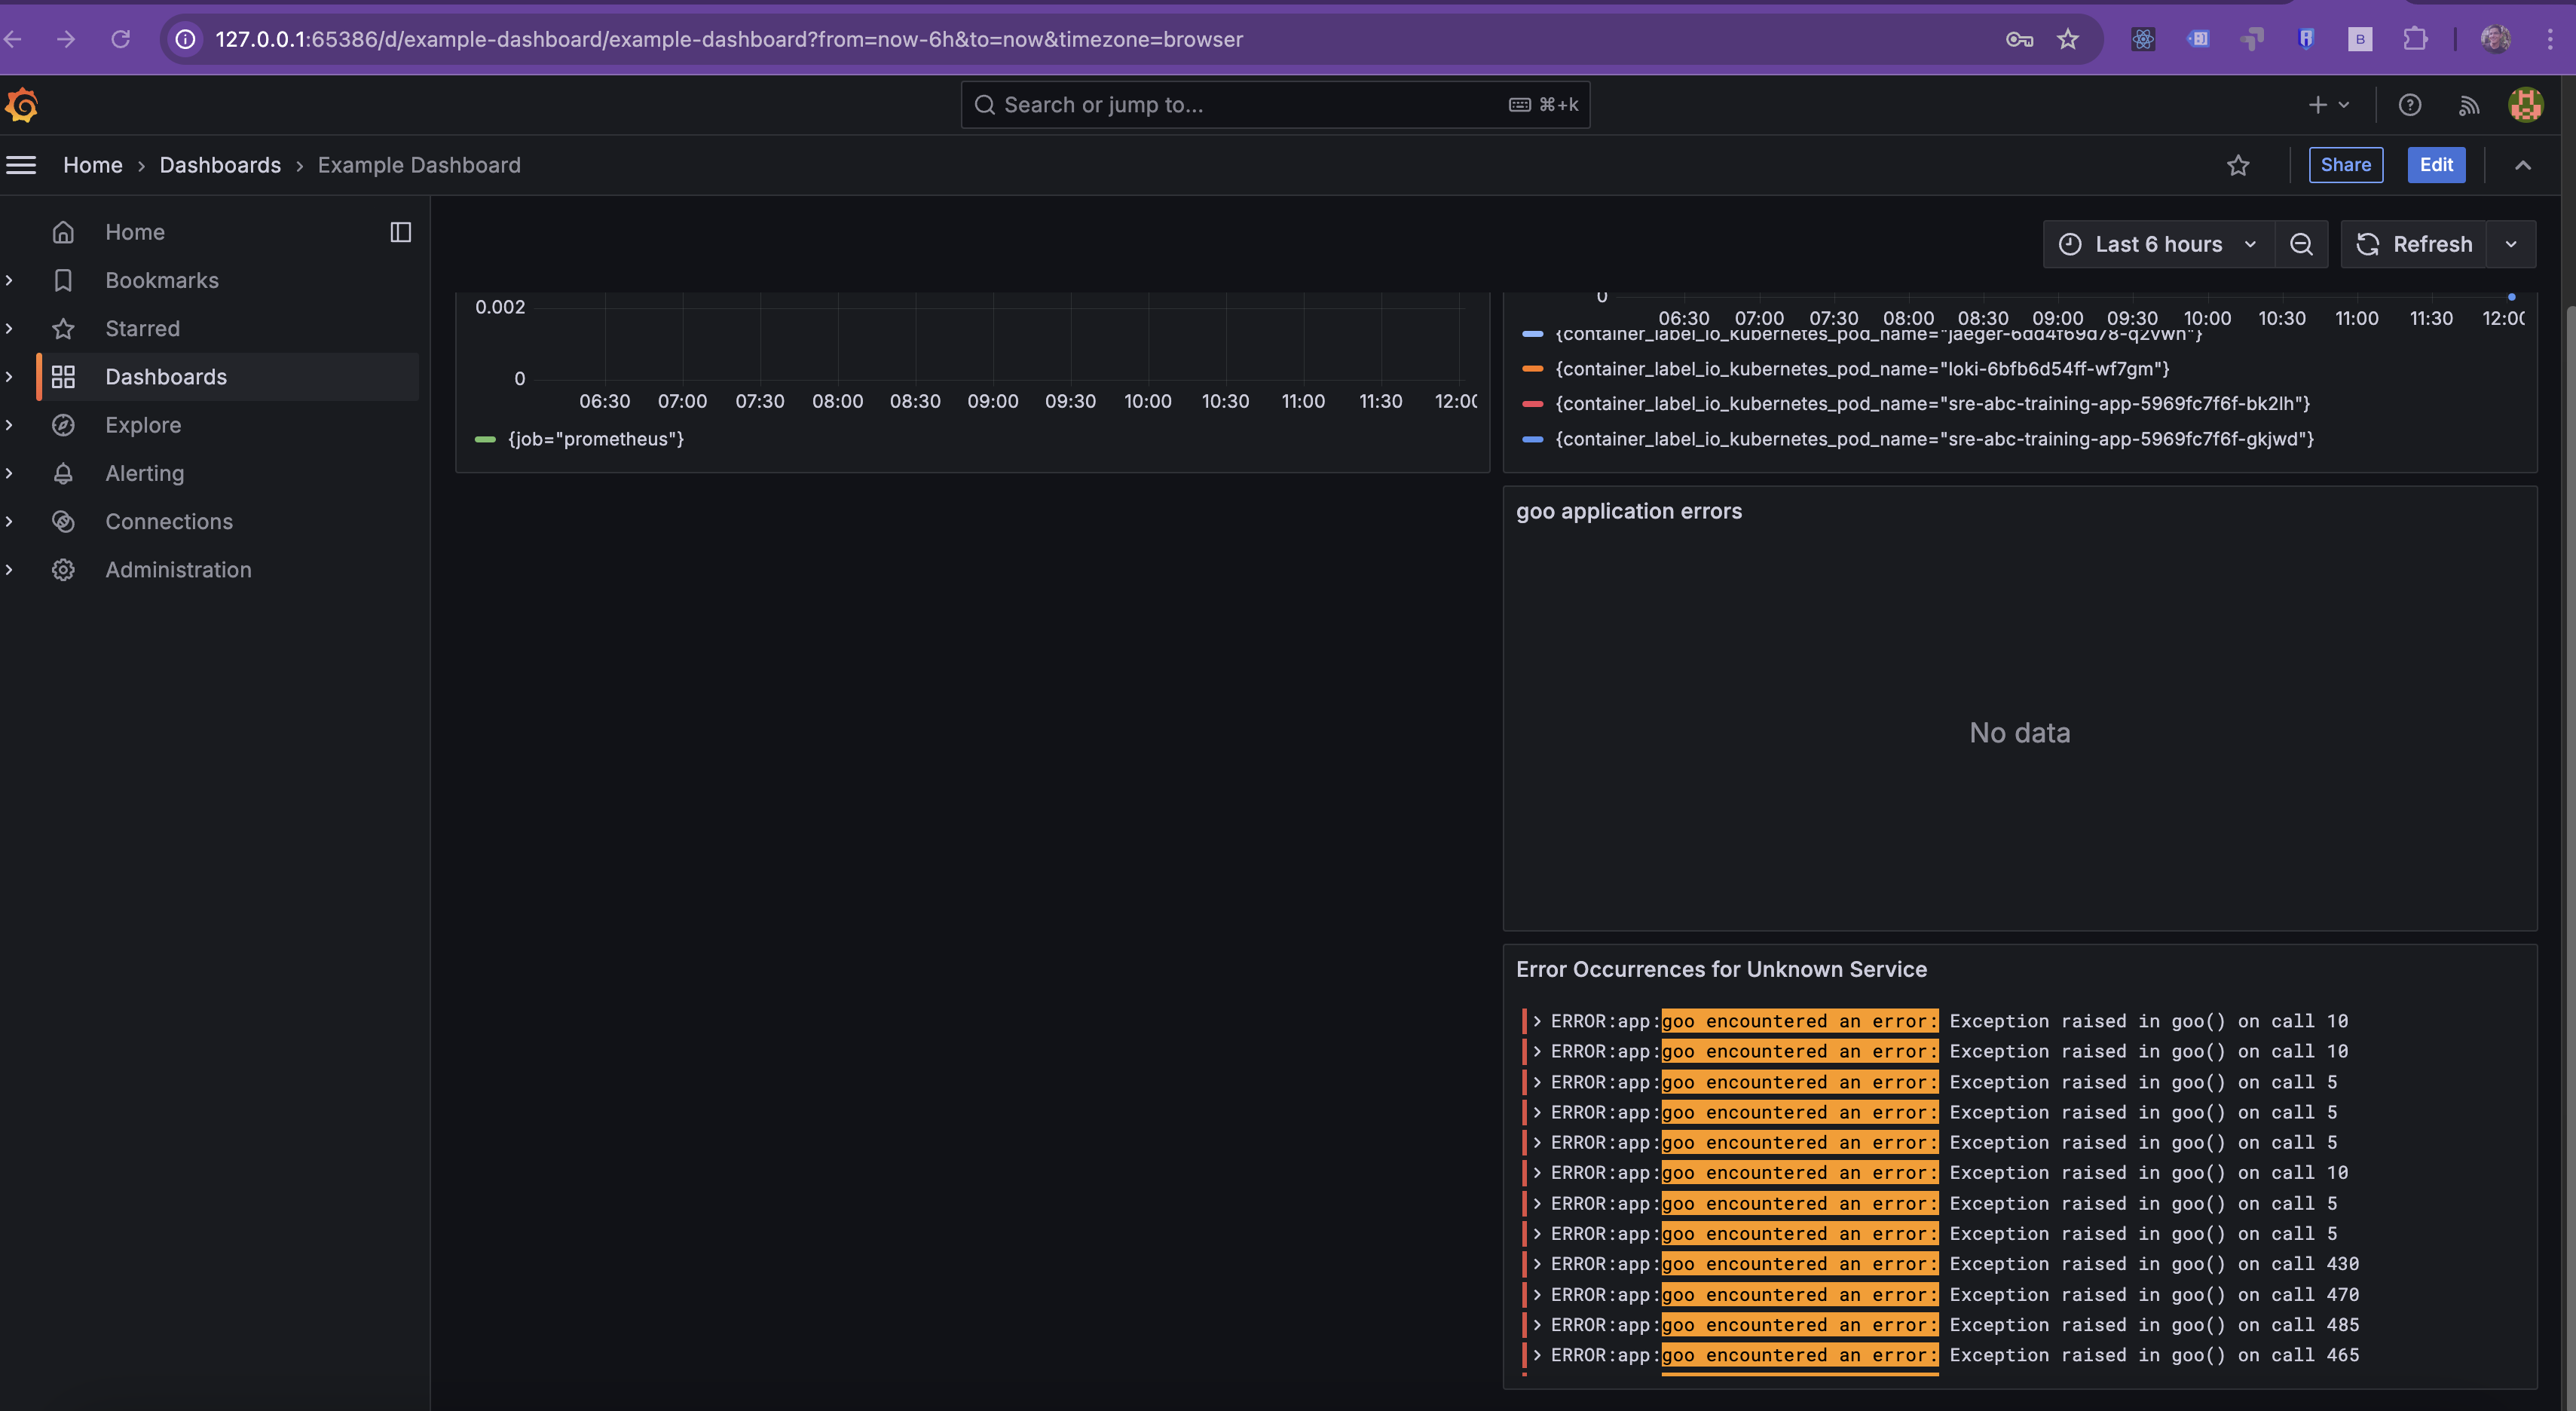 127.0.0.1:65386/d/example-dashboard/example-dashboard?from=now-6h&to=now&timezone=browser
B
Search or jump to...
⌘+k
Home › Dashboards › Example Dashboard
Share
Edit
Home
Bookmarks
Starred
Dashboards
Explore
Alerting
Connections
Administration
Last 6 hours
Refresh
0.002
0
06:30 07:00 07:30 08:00 08:30 09:00 09:30 10:00 10:30 11:00 11:30 12:00
{job="prometheus"}
0
06:30 07:00 07:30 08:00 08:30 09:00 09:30 10:00 10:30 11:00 11:30 12:00
{container_label_io_kubernetes_pod_name="jaeger-6dd4f69d78-q2vwn"}
{container_label_io_kubernetes_pod_name="loki-6bfb6d54ff-wf7gm"}
{container_label_io_kubernetes_pod_name="sre-abc-training-app-5969fc7f6f-bk2lh"}
{container_label_io_kubernetes_pod_name="sre-abc-training-app-5969fc7f6f-gkjwd"}
goo application errors
No data
Error Occurrences for Unknown Service
ERROR:app:goo encountered an error: Exception raised in goo() on call 10
ERROR:app:goo encountered an error: Exception raised in goo() on call 10
ERROR:app:goo encountered an error: Exception raised in goo() on call 5
ERROR:app:goo encountered an error: Exception raised in goo() on call 5
ERROR:app:goo encountered an error: Exception raised in goo() on call 5
ERROR:app:goo encountered an error: Exception raised in goo() on call 10
ERROR:app:goo encountered an error: Exception raised in goo() on call 5
ERROR:app:goo encountered an error: Exception raised in goo() on call 5
ERROR:app:goo encountered an error: Exception raised in goo() on call 430
ERROR:app:goo encountered an error: Exception raised in goo() on call 470
ERROR:app:goo encountered an error: Exception raised in goo() on call 485
ERROR:app:goo encountered an error: Exception raised in goo() on call 465